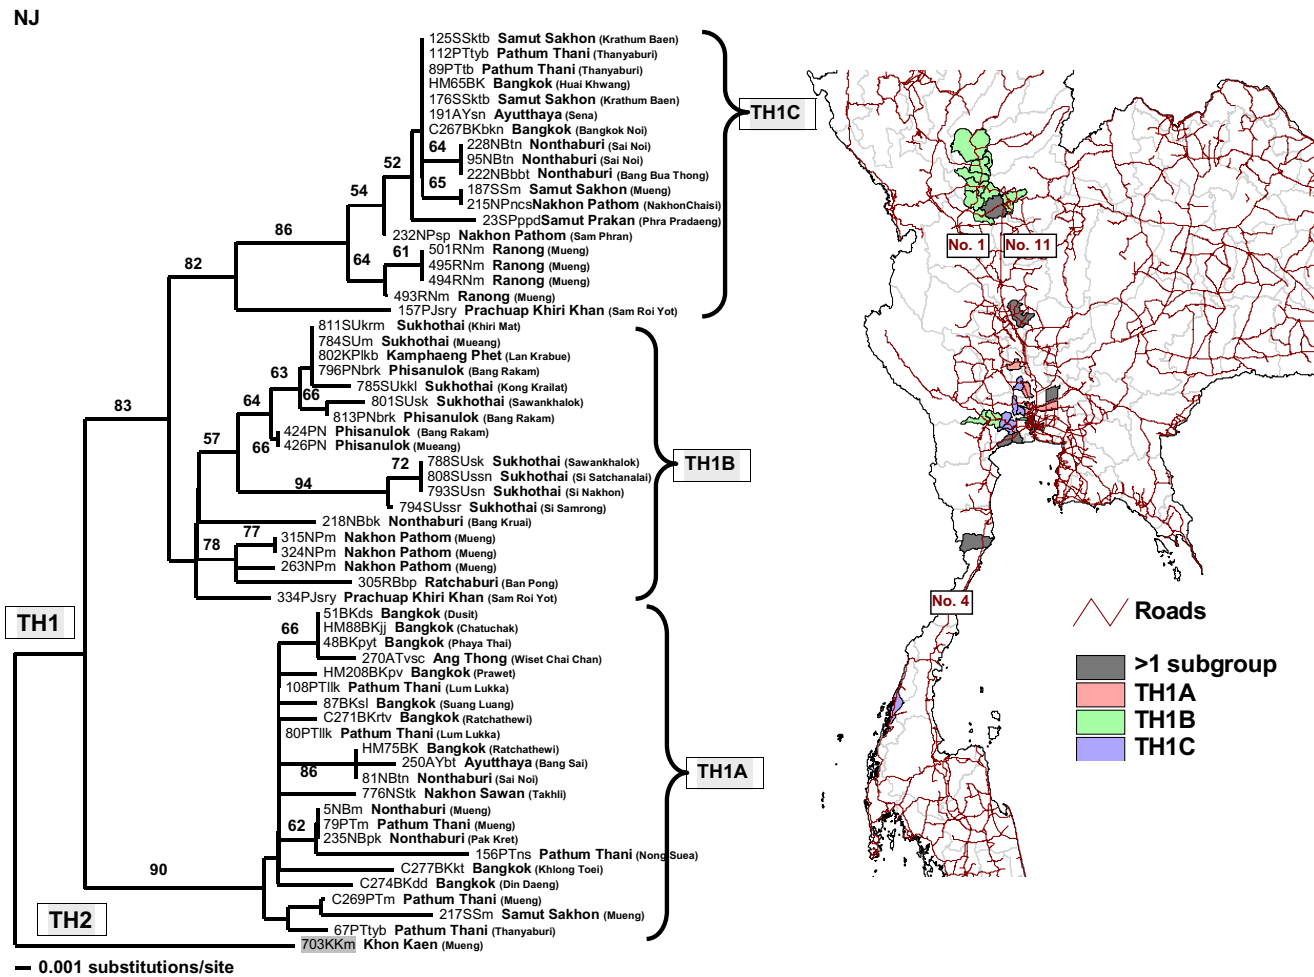 NJ
125SSktb Samut Sakhon (Krathum Baen)
112PTtyb Pathum Thani (Thanyaburi)
89PTtb Pathum Thani (Thanyaburi)
HM65BK Bangkok (Huai Khwang)
176SSktb Samut Sakhon (Krathum Baen)
191AYsn Ayutthaya (Sena)
C267BKbkn Bangkok (Bangkok Noi)
64 228NBtn Nonthaburi (Sai Noi)
95NBtn Nonthaburi (Sai Noi)
222NBbbt Nonthaburi (Bang Bua Thong)
65 187SSm Samut Sakhon (Mueng)
215NPncsNakhon Pathom (NakhonChaisi)
23SPppdSamut Prakan (Phra Pradaeng)
232NPsp Nakhon Pathom (Sam Phran)
501RNm Ranong (Mueng)
495RNm Ranong (Mueng)
494RNm Ranong (Mueng)
493RNm Ranong (Mueng)
157PJsry Prachuap Khiri Khan (Sam Roi Yot)
52
54
86
61
64
82
TH1C
811SUkrm Sukhothai (Khiri Mat)
784SUm Sukhothai (Mueang)
802KPlkb Kamphaeng Phet (Lan Krabue)
796PNbrk Phisanulok (Bang Rakam)
785SUkkl Sukhothai (Kong Krailat)
801SUsk Sukhothai (Sawankhalok)
813PNbrk Phisanulok (Bang Rakam)
424PN Phisanulok (Bang Rakam)
426PN Phisanulok (Mueang)
788SUsk Sukhothai (Sawankhalok)
808SUssn Sukhothai (Si Satchanalai)
793SUsn Sukhothai (Si Nakhon)
794SUssr Sukhothai (Si Samrong)
218NBbk Nonthaburi (Bang Kruai)
315NPm Nakhon Pathom (Mueng)
324NPm Nakhon Pathom (Mueng)
263NPm Nakhon Pathom (Mueng)
305RBbp Ratchaburi (Ban Pong)
334PJsry Prachuap Khiri Khan (Sam Roi Yot)
63
66
64
66
57
72
94
77
78
83
TH1B
51BKds Bangkok (Dusit)
HM88BKjj Bangkok (Chatuchak)
48BKpyt Bangkok (Phaya Thai)
270ATvsc Ang Thong (Wiset Chai Chan)
HM208BKpv Bangkok (Prawet)
108PTllk Pathum Thani (Lum Lukka)
87BKsl Bangkok (Suang Luang)
C271BKrtv Bangkok (Ratchathewi)
80PTllk Pathum Thani (Lum Lukka)
HM75BK Bangkok (Ratchathewi)
250AYbt Ayutthaya (Bang Sai)
81NBtn Nonthaburi (Sai Noi)
776NStk Nakhon Sawan (Takhli)
5NBm Nonthaburi (Mueng)
79PTm Pathum Thani (Mueng)
235NBpk Nonthaburi (Pak Kret)
156PTns Pathum Thani (Nong Suea)
C277BKkt Bangkok (Khlong Toei)
C274BKdd Bangkok (Din Daeng)
C269PTm Pathum Thani (Mueng)
217SSm Samut Sakhon (Mueng)
67PTtyb Pathum Thani (Thanyaburi)
703KKm Khon Kaen (Mueng)
66
86
62
90
TH1A
TH1
TH2
0.001 substitutions/site
No. 1
No. 11
No. 4
Roads
>1 subgroup
TH1A
TH1B
TH1C